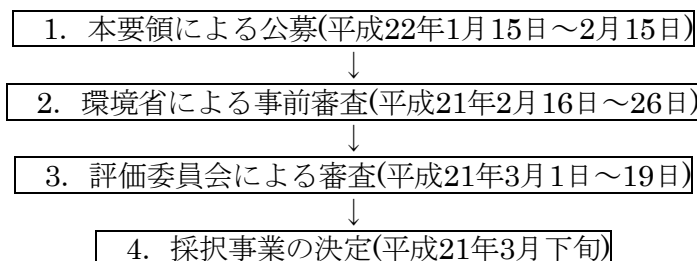 1. 本要領による公募(平成22年1月15日～2月15日)
↓
2. 環境省による事前審査(平成21年2月16日～26日)
↓
3. 評価委員会による審査(平成21年3月1日～19日)
↓
4. 採択事業の決定(平成21年3月下旬)